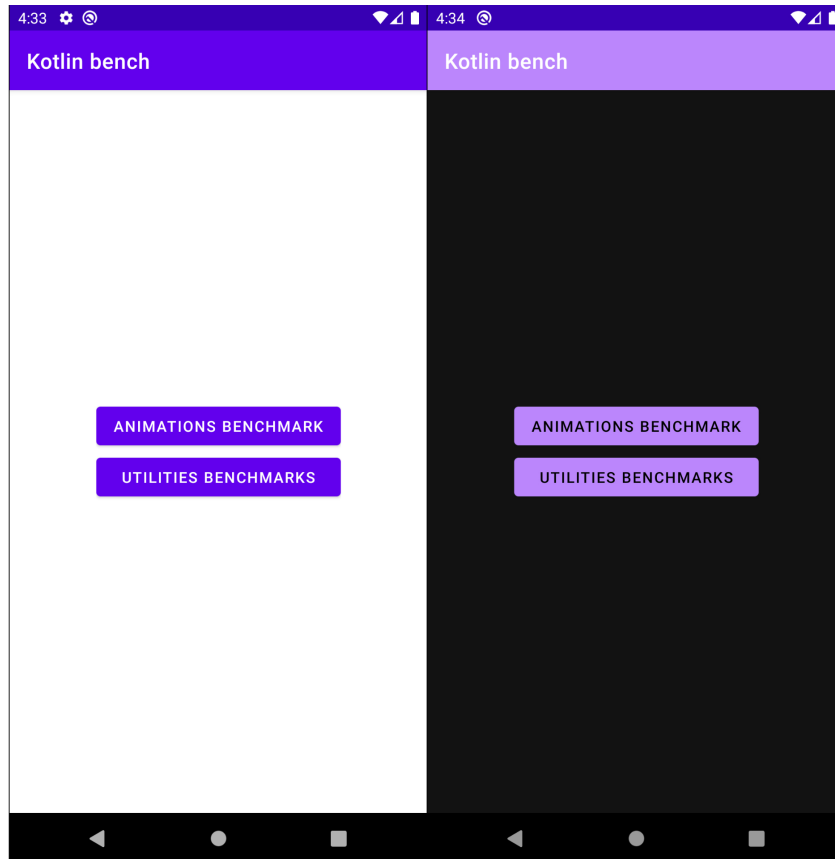 4:33
Kotlin bench
ANIMATIONS BENCHMARK
UTILITIES BENCHMARKS
4:34
Kotlin bench
ANIMATIONS BENCHMARK
UTILITIES BENCHMARKS